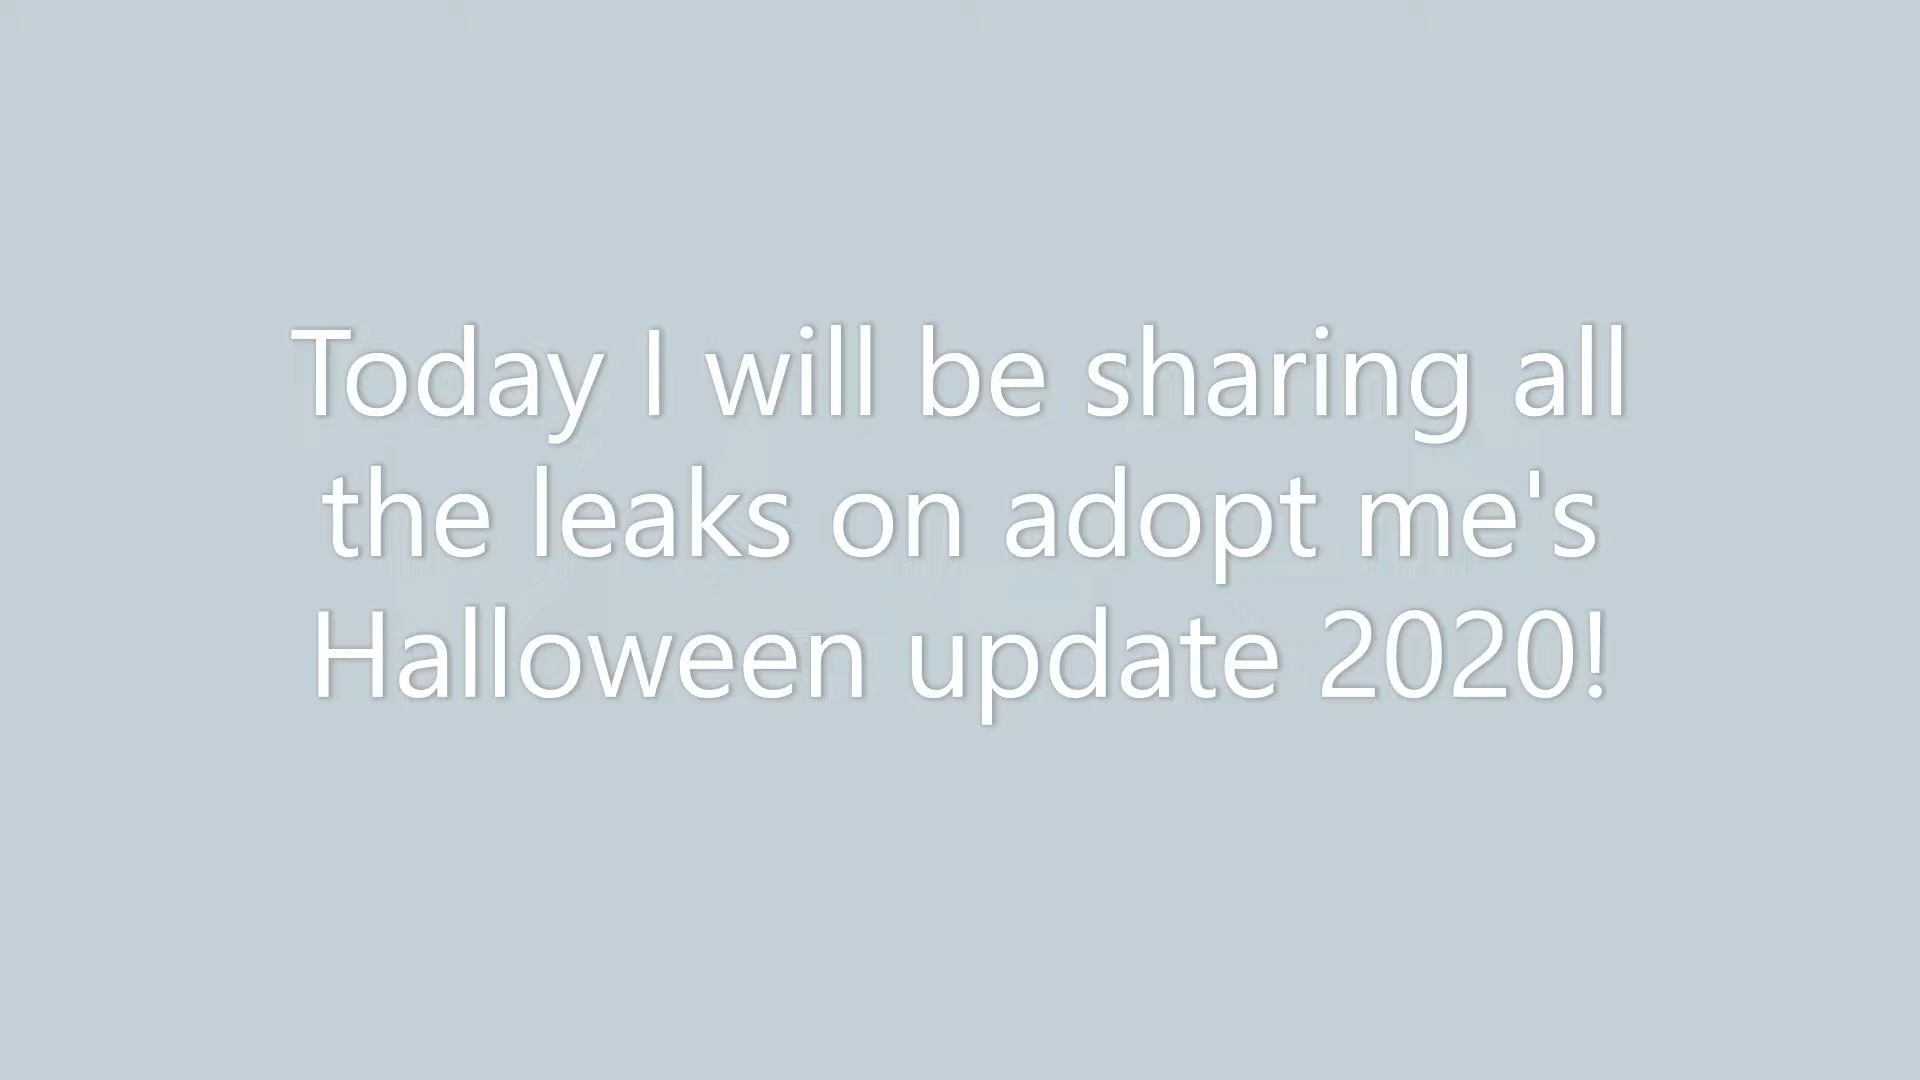 Today I will be sharing all
the leaks on adopt me's
Halloween update 2020!